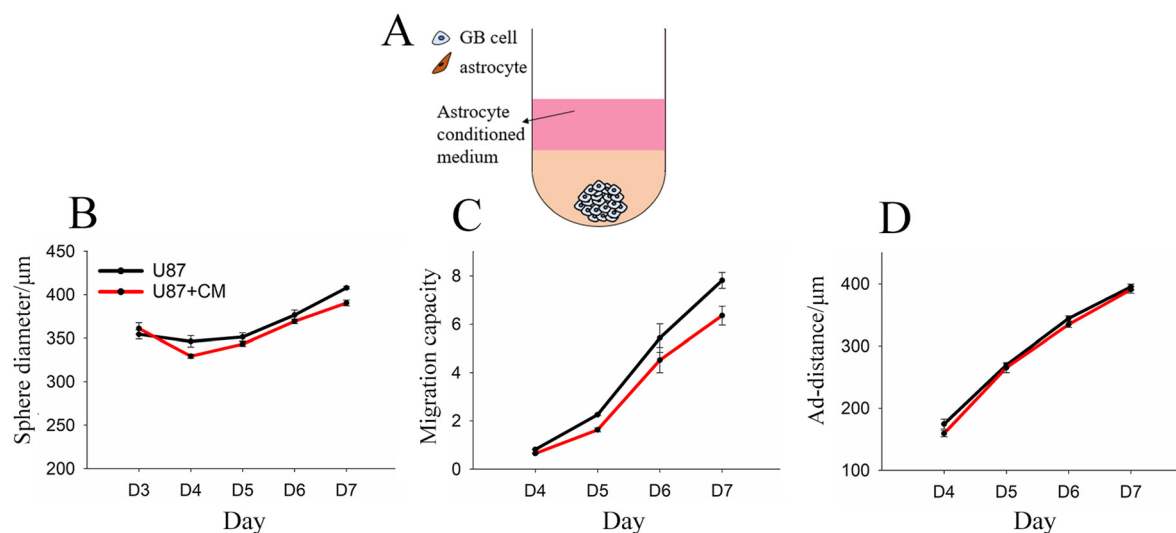 A
GB cell
astrocyte
Astrocyte
conditioned
medium
B
450
400
350
300
250
200
Sphere diameter/μm
U87
U87+CM
D3 D4 D5 D6 D7
Day
C
8
6
4
2
0
Migration capacity
D4 D5 D6 D7
Day
D
400
300
200
100
Ad-distance/μm
D4 D5 D6 D7
Day